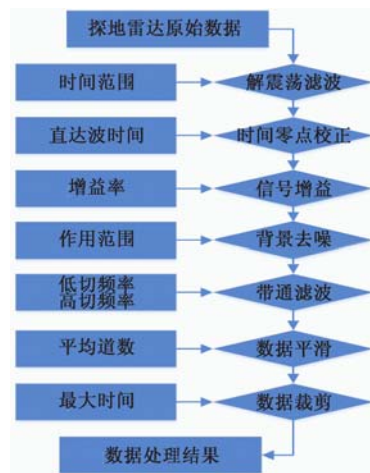 探地雷达原始数据
时间范围
解震荡滤波
直达波时间
时间零点校正
增益率
信号增益
作用范围
背景去噪
低切频率
高切频率
带通滤波
平均道数
数据平滑
最大时间
数据裁剪
数据处理结果